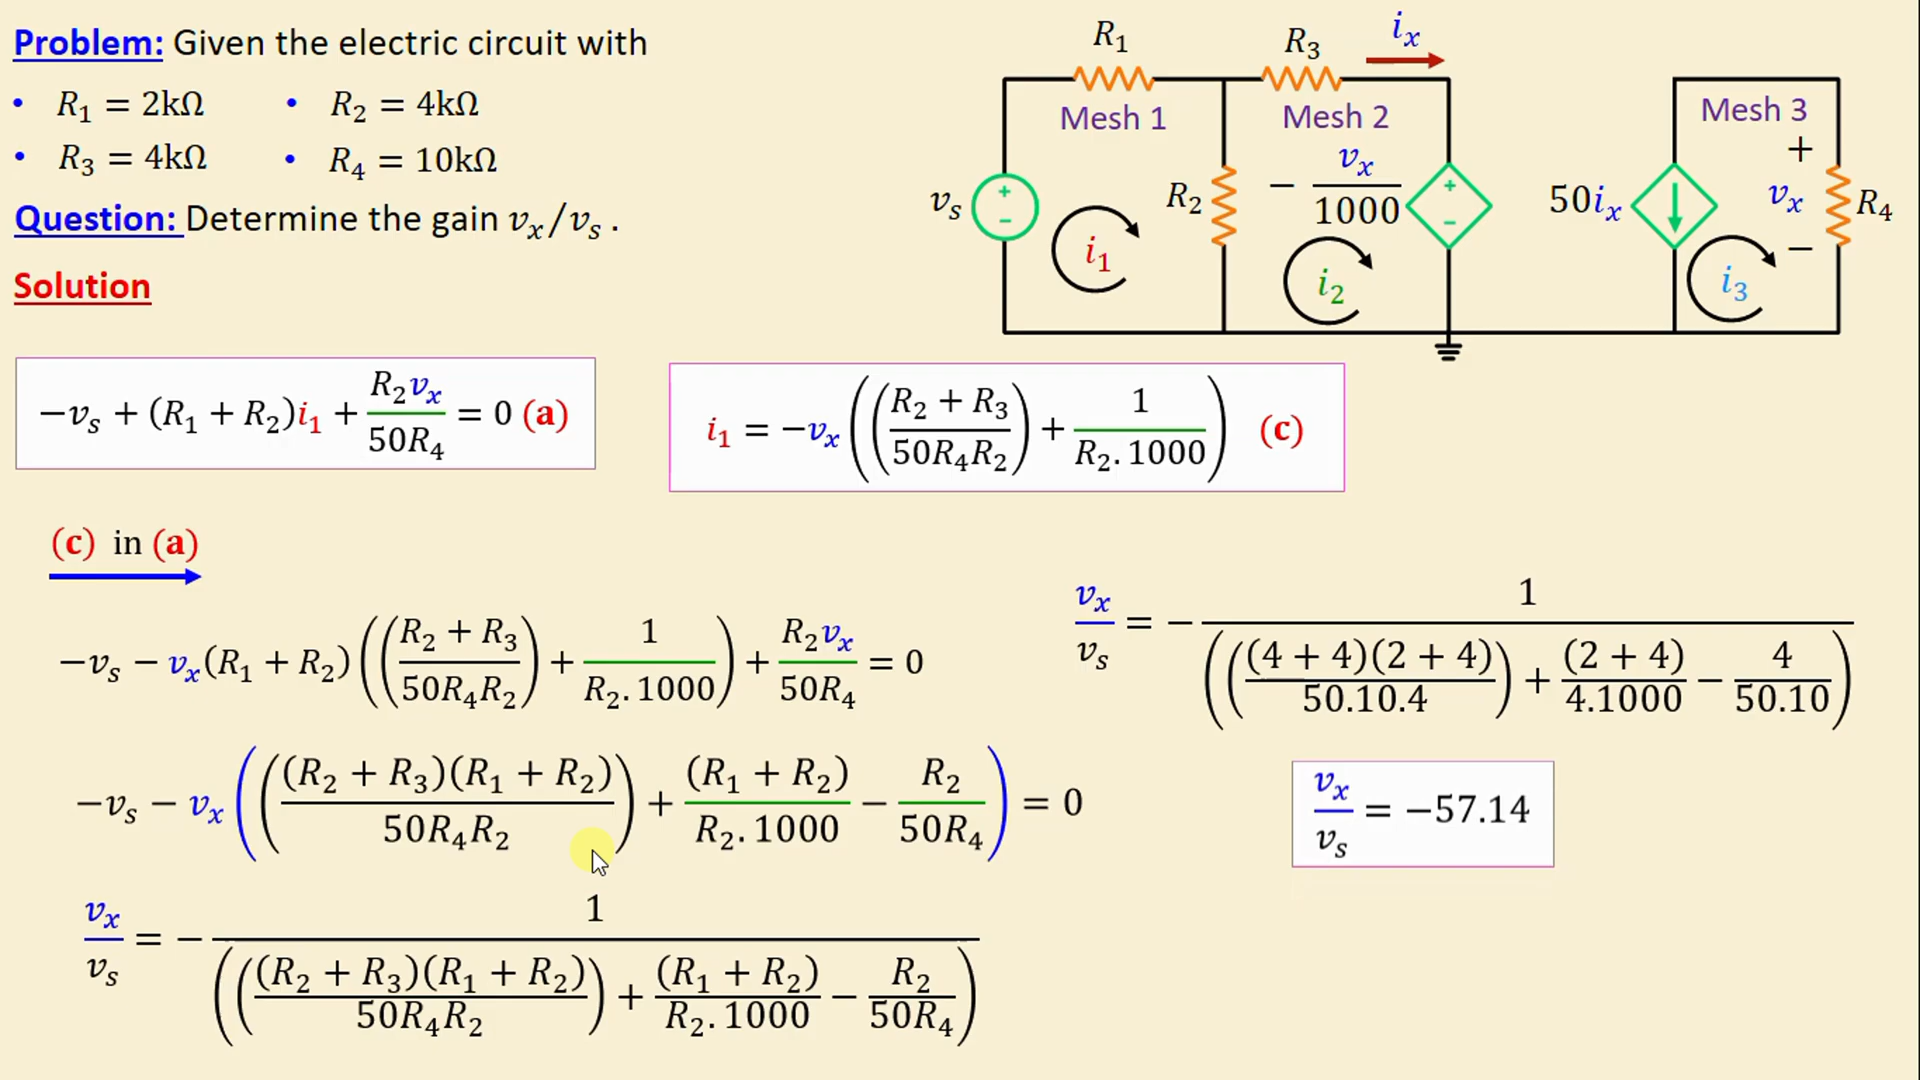 Problem: Given the electric circuit with
• R₁ = 2kΩ • R₂ = 4kΩ
• R₃ = 4kΩ • R₄ = 10kΩ
Question: Determine the gain vₓ/vₛ .
Solution
R₁
R₃
iₓ
Mesh 1
Mesh 2
Mesh 3
vₛ
+
-
R₂
− vₓ/1000
+
-
50iₓ
+
vₓ
−
R₄
i₁
i₂
i₃
−vₛ + (R₁ + R₂)i₁ + R₂vₓ/50R₄ = 0 (a)
i₁ = −vₓ(((R₂ + R₃)/50R₄R₂) + 1/R₂.1000) (c)
(c) in (a)
−vₛ − vₓ(R₁ + R₂)(((R₂ + R₃)/50R₄R₂) + 1/R₂.1000) + R₂vₓ/50R₄ = 0
−vₛ − vₓ(((R₂ + R₃)(R₁ + R₂)/50R₄R₂) + (R₁ + R₂)/R₂.1000 − R₂/50R₄) = 0
vₓ/vₛ = − 1/(((R₂ + R₃)(R₁ + R₂)/50R₄R₂) + (R₁ + R₂)/R₂.1000 − R₂/50R₄)
vₓ/vₛ = − 1/(((4 + 4)(2 + 4)/50.10.4) + (2 + 4)/4.1000 − 4/50.10)
vₓ/vₛ = −57.14